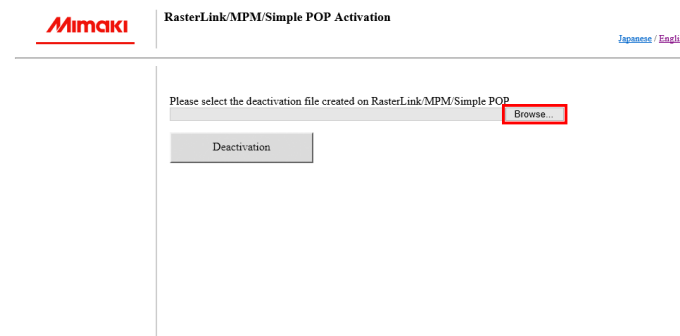 Mimaki
RasterLink/MPM/Simple POP Activation
Japanese / Engli
Please select the deactivation file created on RasterLink/MPM/Simple POP
Browse...
Deactivation